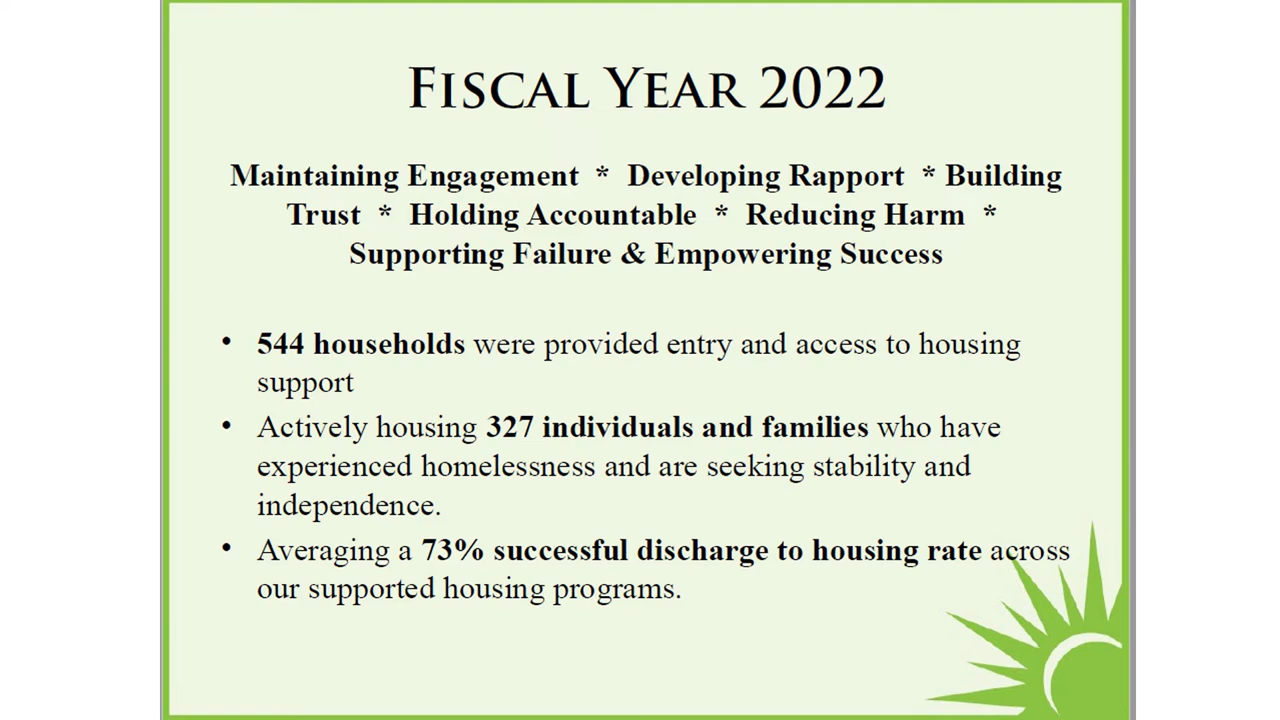 Fiscal Year 2022
Maintaining Engagement * Developing Rapport * Building
Trust * Holding Accountable * Reducing Harm *
Supporting Failure & Empowering Success
• 544 households were provided entry and access to housing
support
• Actively housing 327 individuals and families who have
experienced homelessness and are seeking stability and
independence.
• Averaging a 73% successful discharge to housing rate across
our supported housing programs.